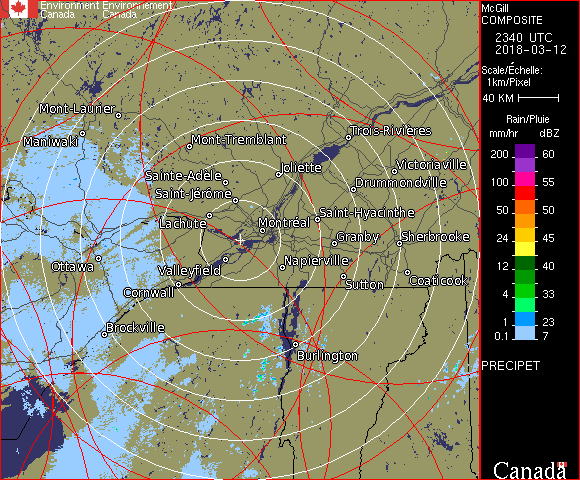 Environment Environnement
Canada Canada
McGill
COMPOSITE
2340 UTC
2018-03-12
Scale/Échelle:
1km/Pixel
40 KM
Rain/Pluie
mm/hr dBZ
200 60
150 55
100 55
50 50
24 45
12 40
4 33
1 23
0.1 7
PRECIPET
Canada
Mont-Laurier
Maniwaki
Mont-Tremblant
Trois-Rivières
Joliette
Victoriaville
Sainte-Adèle
Drummondville
Saint-Jérôme
Lachute
Saint-Hyacinthe
Montréal
Granby
Sherbrooke
Ottawa
Valleyfield
Napierville
Cornwall
Sutton
Coaticook
Brockville
Burlington